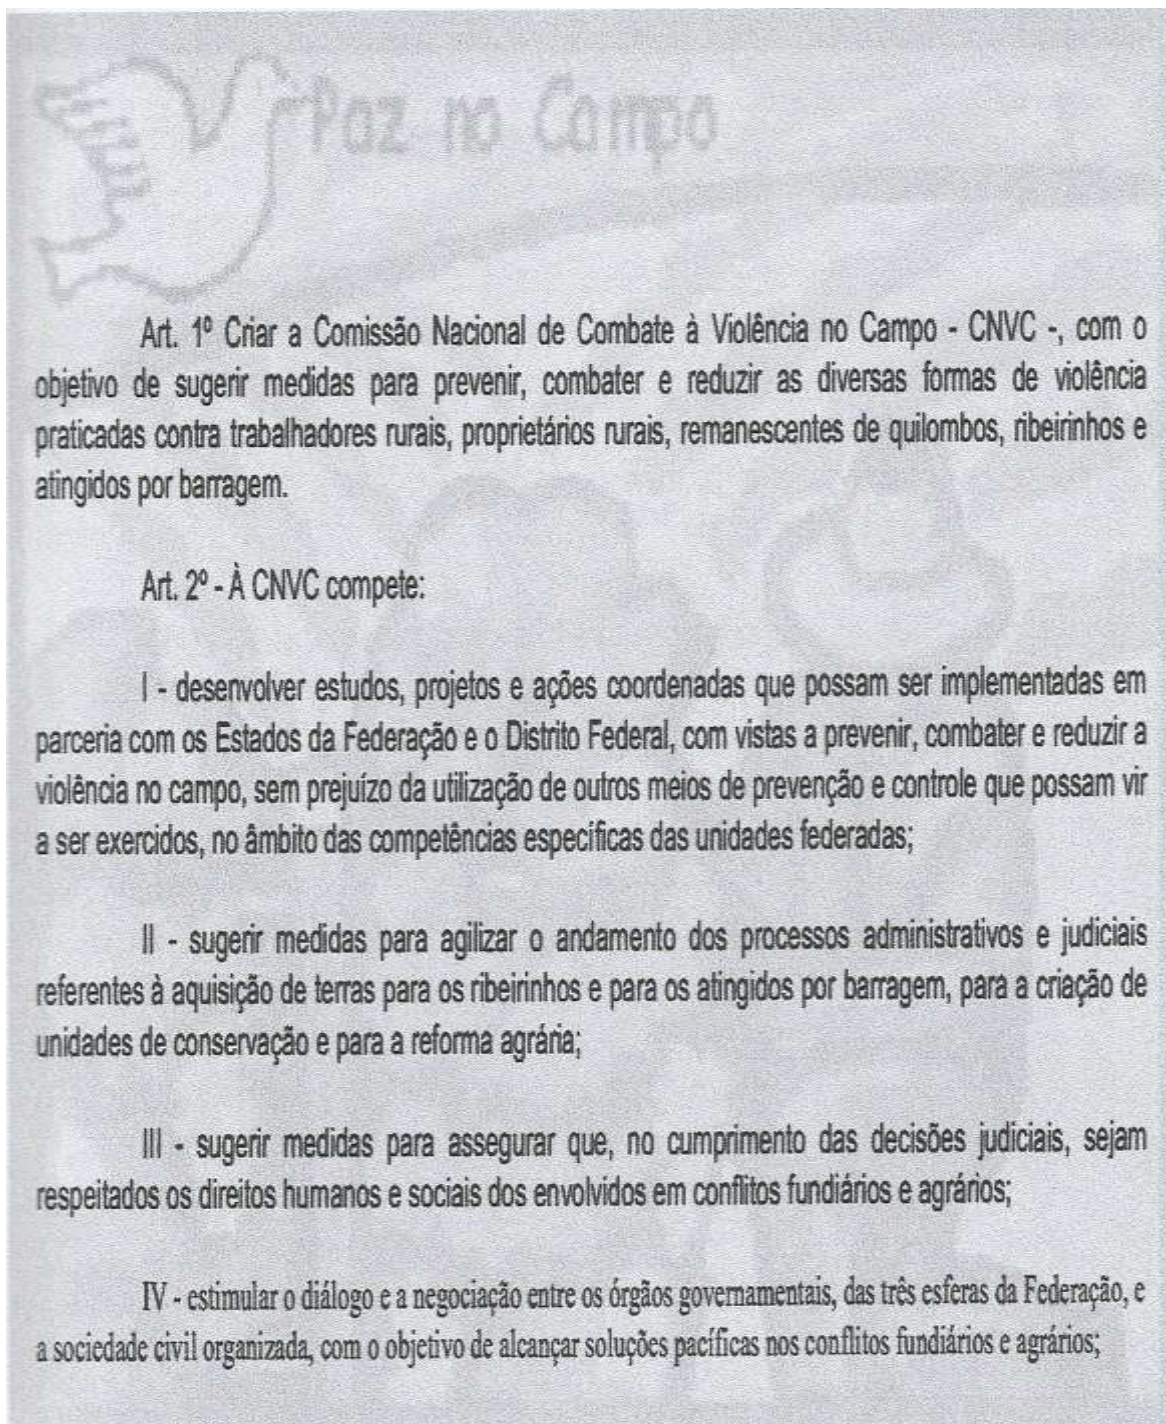 Paz no Campo
Art. 1º Criar a Comissão Nacional de Combate à Violência no Campo - CNVC -, com o
objetivo de sugerir medidas para prevenir, combater e reduzir as diversas formas de violência
praticadas contra trabalhadores rurais, proprietários rurais, remanescentes de quilombos, ribeirinhos e
atingidos por barragem.
Art. 2º - À CNVC compete:
I - desenvolver estudos, projetos e ações coordenadas que possam ser implementadas em
parceria com os Estados da Federação e o Distrito Federal, com vistas a prevenir, combater e reduzir a
violência no campo, sem prejuízo da utilização de outros meios de prevenção e controle que possam vir
a ser exercidos, no âmbito das competências específicas das unidades federadas;
II - sugerir medidas para agilizar o andamento dos processos administrativos e judiciais
referentes à aquisição de terras para os ribeirinhos e para os atingidos por barragem, para a criação de
unidades de conservação e para a reforma agrária;
III - sugerir medidas para assegurar que, no cumprimento das decisões judiciais, sejam
respeitados os direitos humanos e sociais dos envolvidos em conflitos fundiários e agrários;
IV - estimular o diálogo e a negociação entre os órgãos governamentais, das três esferas da Federação, e
a sociedade civil organizada, com o objetivo de alcançar soluções pacíficas nos conflitos fundiários e agrários;